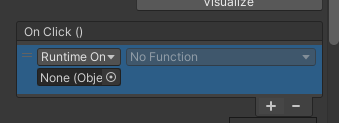 Visualize
On Click ()
Runtime On No Function
None (Obje